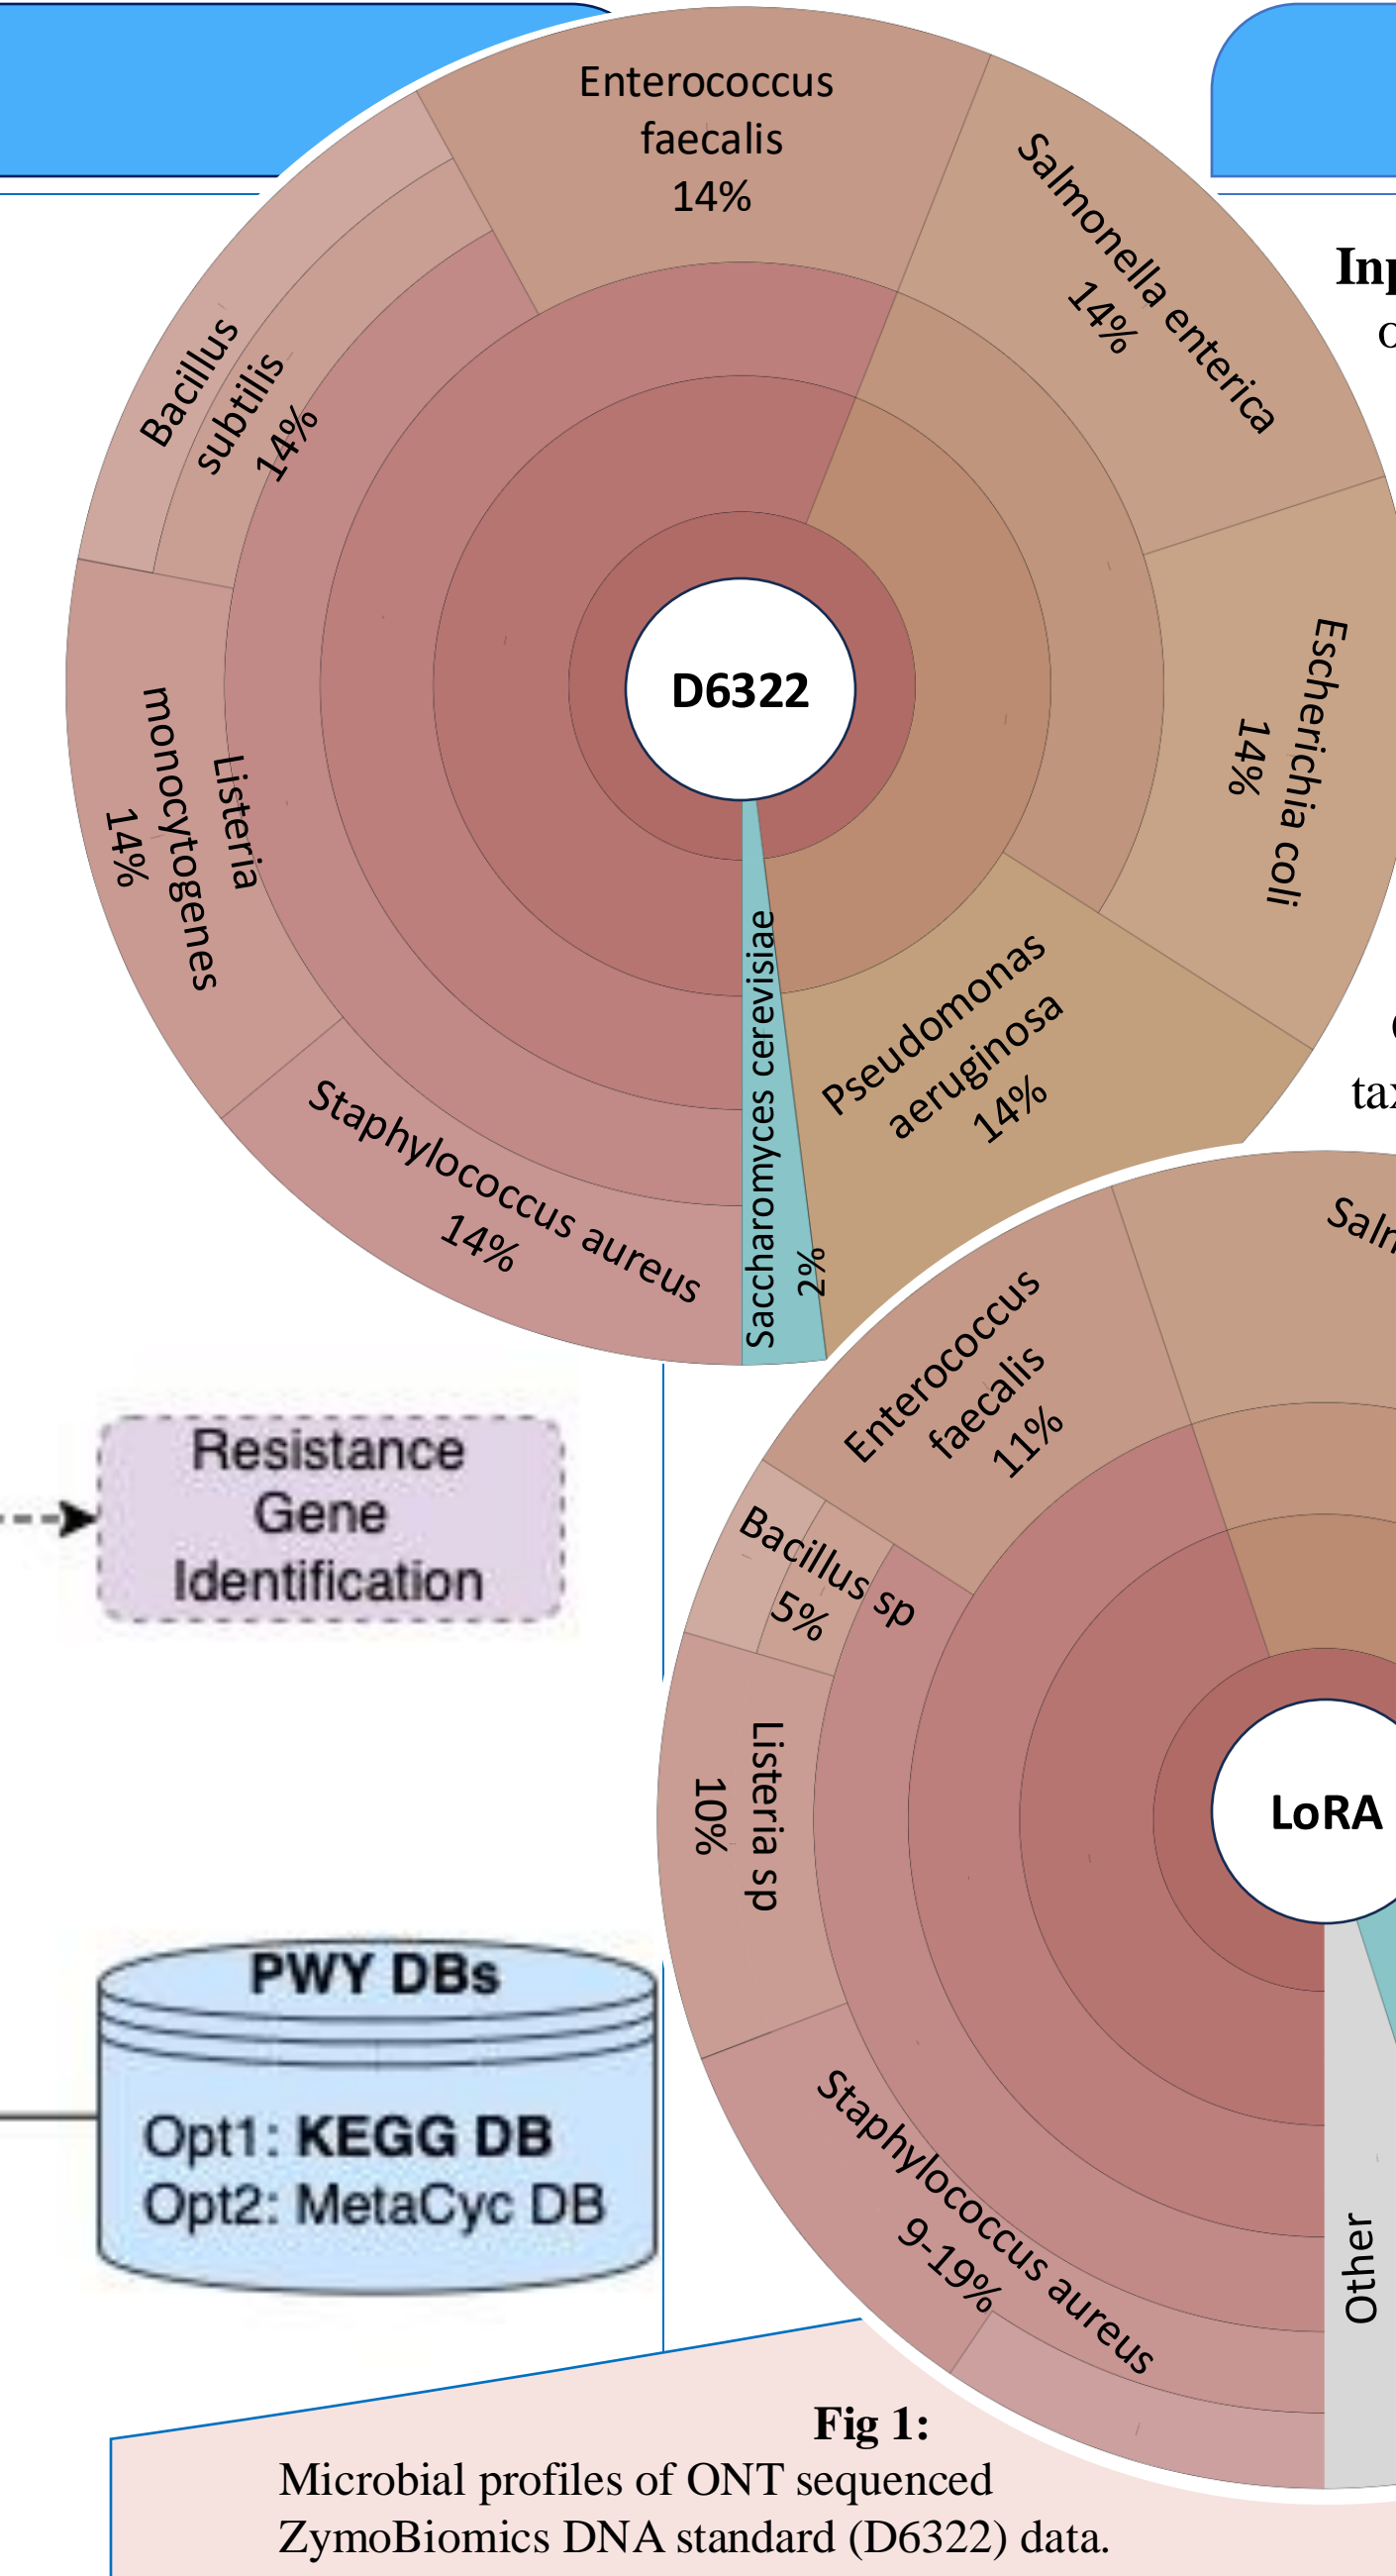 Enterococcus
faecalis
14%
Salmonella enterica
14%
Inp
o
Bacillus
subtilis
14%
Escherichia coli
14%
D6322
Listeria
monocytogenes
14%
Pseudomonas
aeruginosa
14%
tax
Staphylococcus aureus
14%
Saccharomyces cerevisiae
2%
Saln
Enterococcus
faecalis
11%
Resistance
Gene
Identification
Bacillus sp
5%
Listeria sp
10%
LoRA
PWY DBs
Opt1: KEGG DB
Opt2: MetaCyc DB
Staphylococcus aureus
9-19%
Other
Fig 1:
Microbial profiles of ONT sequenced
ZymoBiomics DNA standard (D6322) data.